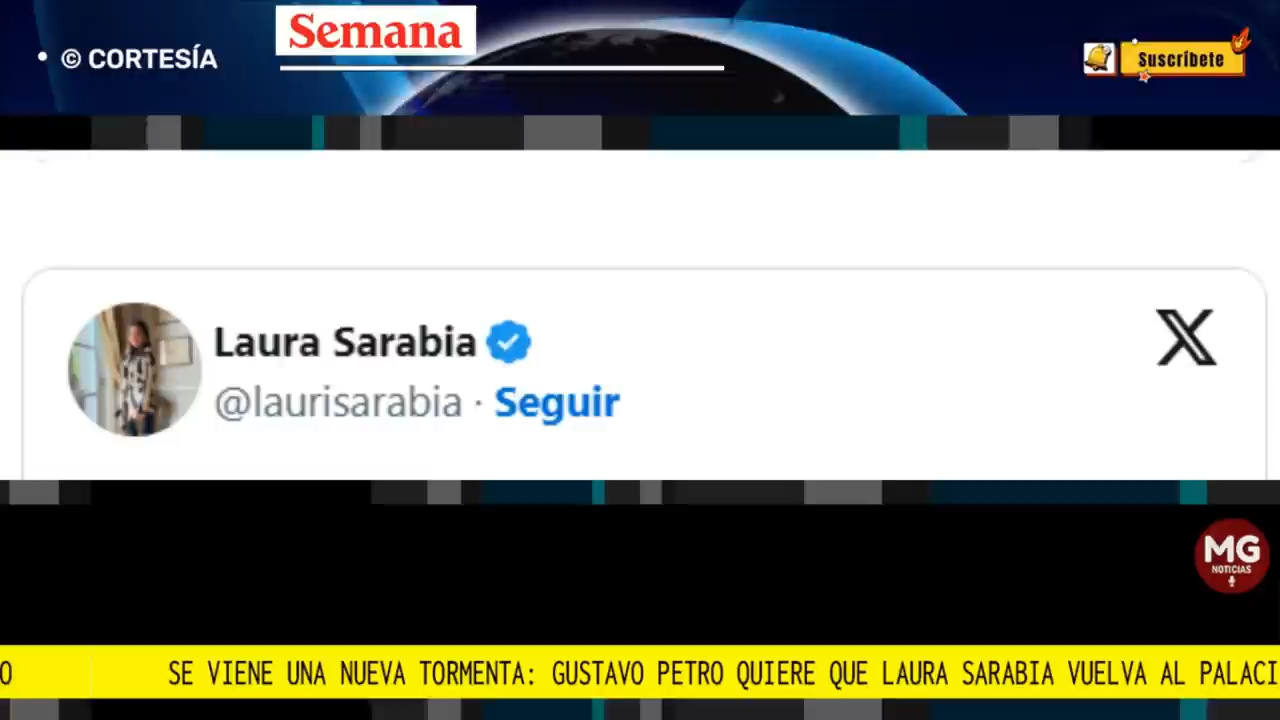 Semana
• © CORTESÍA
Suscríbete
Laura Sarabia
@laurisarabia · Seguir
MG
NOTICIAS
O SE VIENE UNA NUEVA TORMENTA: GUSTAVO PETRO QUIERE QUE LAURA SARABIA VUELVA AL PALACI